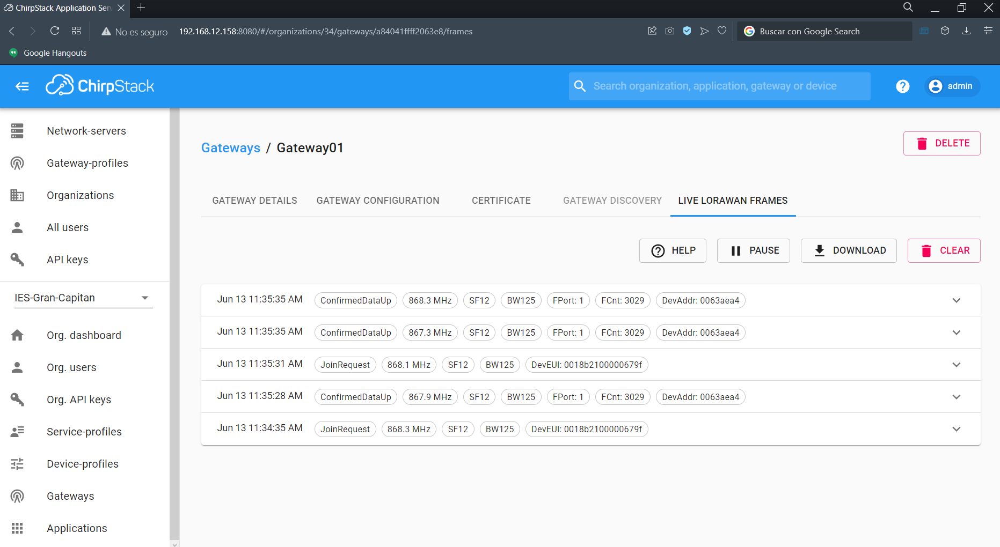 ChirpStack Application Serv
No es seguro 192.168.12.158:8080/#/organizations/34/gateways/a84041ffff2063e8/frames Buscar con Google Search
Google Hangouts
ChirpStack Search organization, application, gateway or device ? admin
Network-servers
Gateway-profiles
Organizations
All users
API keys
IES-Gran-Capitan
Org. dashboard
Org. users
Org. API keys
Service-profiles
Device-profiles
Gateways
Applications
Gateways / Gateway01 DELETE
GATEWAY DETAILS GATEWAY CONFIGURATION CERTIFICATE GATEWAY DISCOVERY LIVE LORAWAN FRAMES
HELP PAUSE DOWNLOAD CLEAR
Jun 13 11:35:35 AM ConfirmedDataUp 868.3 MHz SF12 BW125 FPort: 1 FCnt: 3029 DevAddr: 0063aea4
Jun 13 11:35:35 AM ConfirmedDataUp 867.3 MHz SF12 BW125 FPort: 1 FCnt: 3029 DevAddr: 0063aea4
Jun 13 11:35:31 AM JoinRequest 868.1 MHz SF12 BW125 DevEUI: 0018b2100000679f
Jun 13 11:35:28 AM ConfirmedDataUp 867.9 MHz SF12 BW125 FPort: 1 FCnt: 3029 DevAddr: 0063aea4
Jun 13 11:34:35 AM JoinRequest 868.3 MHz SF12 BW125 DevEUI: 0018b2100000679f